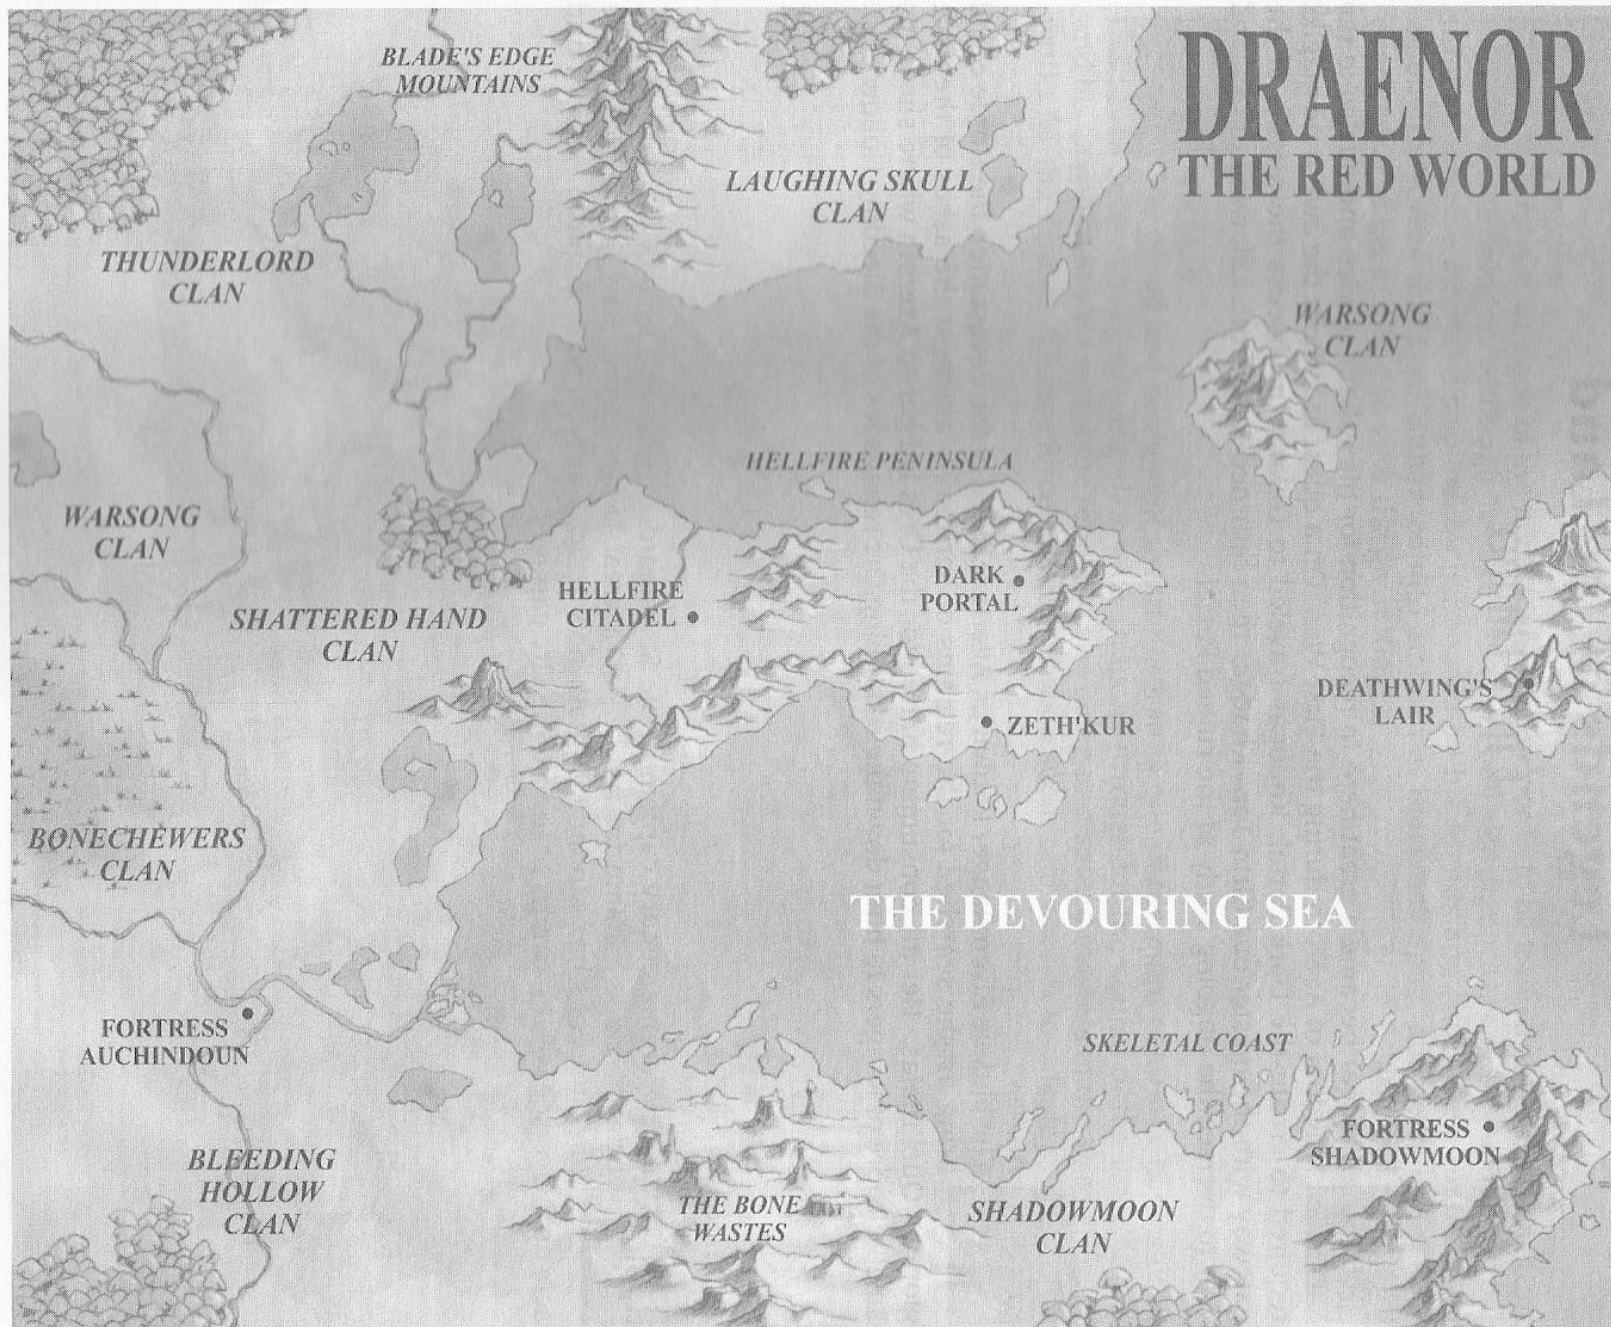 DRAENOR
THE RED WORLD
BLADE'S EDGE
MOUNTAINS
LAUGHING SKULL
CLAN
THUNDERLORD
CLAN
WARSONG
CLAN
HELLFIRE PENINSULA
WARSONG
CLAN
HELLFIRE
CITADEL
DARK
PORTAL
SHATTERED HAND
CLAN
DEATHWING'S
LAIR
ZETH'KUR
BONECHEWERS
CLAN
THE DEVOURING SEA
FORTRESS
AUCHINDOUN
SKELETAL COAST
FORTRESS
SHADOWMOON
BLEEDING
HOLLOW
CLAN
THE BONE
WASTES
SHADOWMOON
CLAN